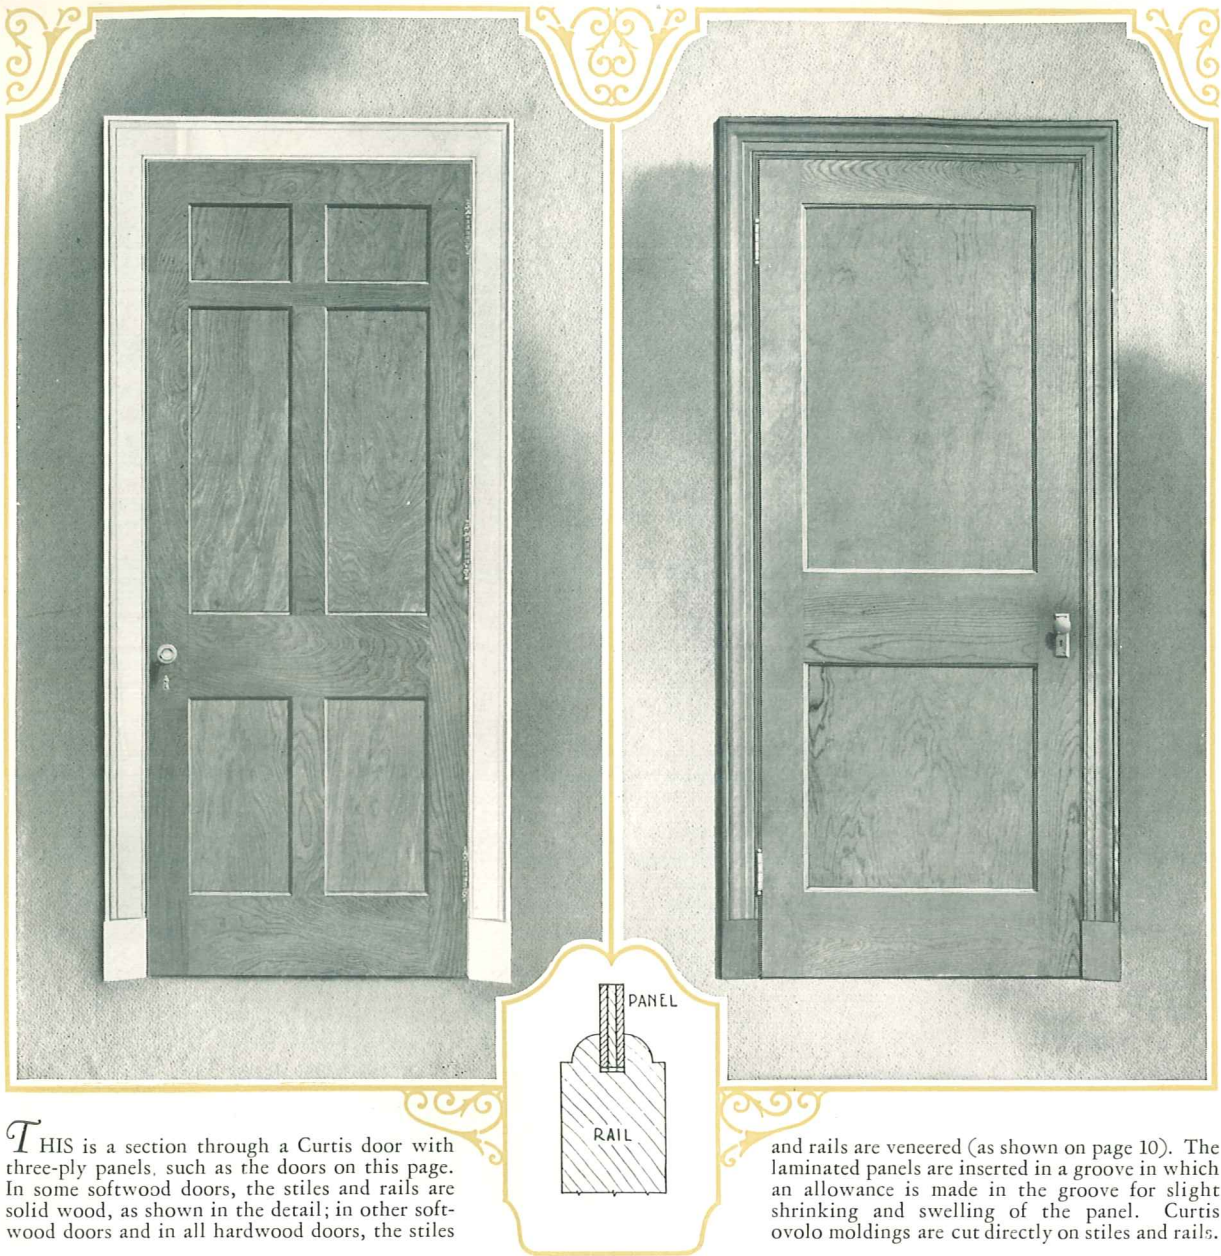 PANEL
RAIL
THIS is a section through a Curtis door with
three-ply panels, such as the doors on this page.
In some softwood doors, the stiles and rails are
solid wood, as shown in the detail; in other soft-
wood doors and in all hardwood doors, the stiles
and rails are veneered (as shown on page 10). The
laminated panels are inserted in a groove in which
an allowance is made in the groove for slight
shrinking and swelling of the panel. Curtis
ovolo moldings are cut directly on stiles and rails.